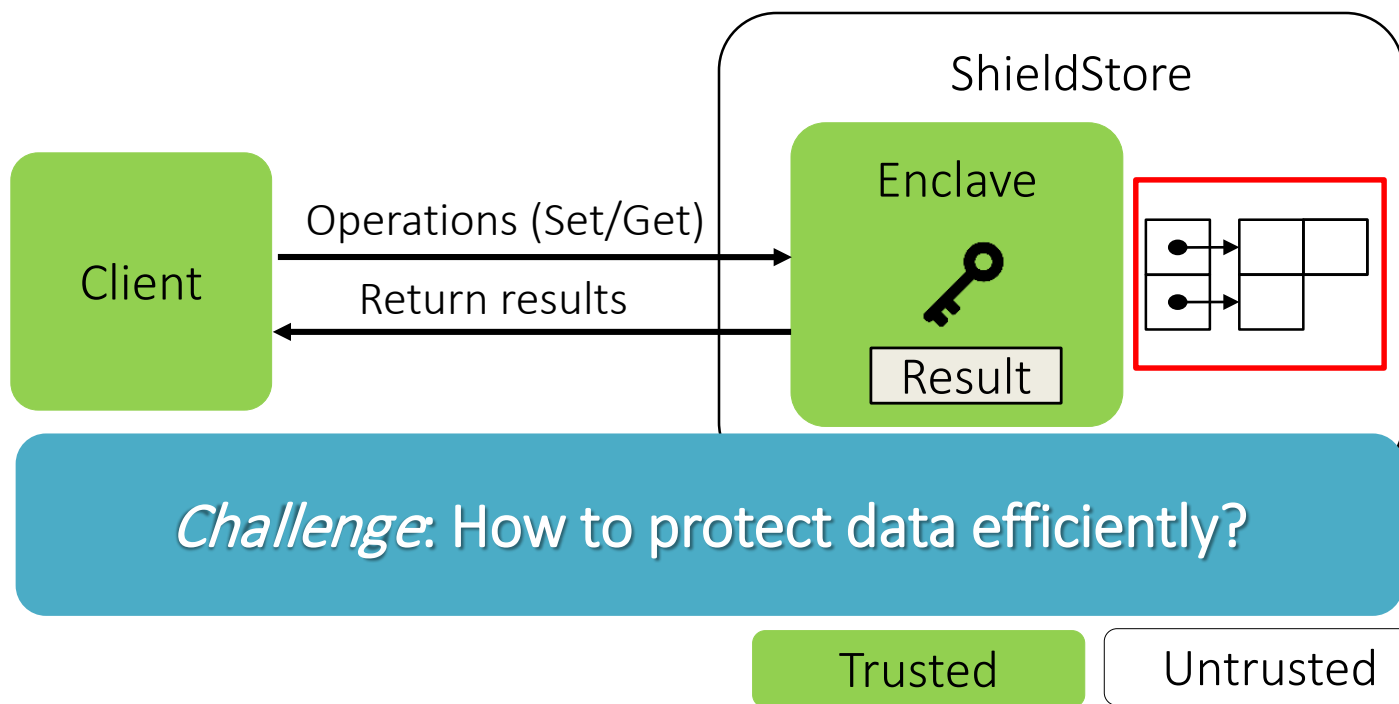 ShieldStore
Enclave
Operations (Set/Get)
Client
Return results
Result
Challenge: How to protect data efficiently?
Trusted
Untrusted